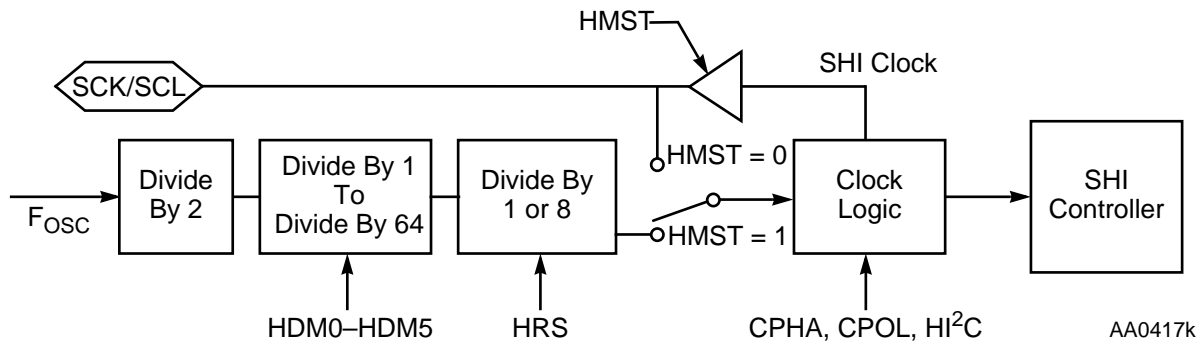 HMST
SCK/SCL
SHI Clock
HMST = 0
Divide
By 2
Divide By 1
To
Divide By 64
Divide By
1 or 8
Clock
Logic
SHI
Controller
F_OSC
HMST = 1
HDM0–HDM5
HRS
CPHA, CPOL, HI²C
AA0417k